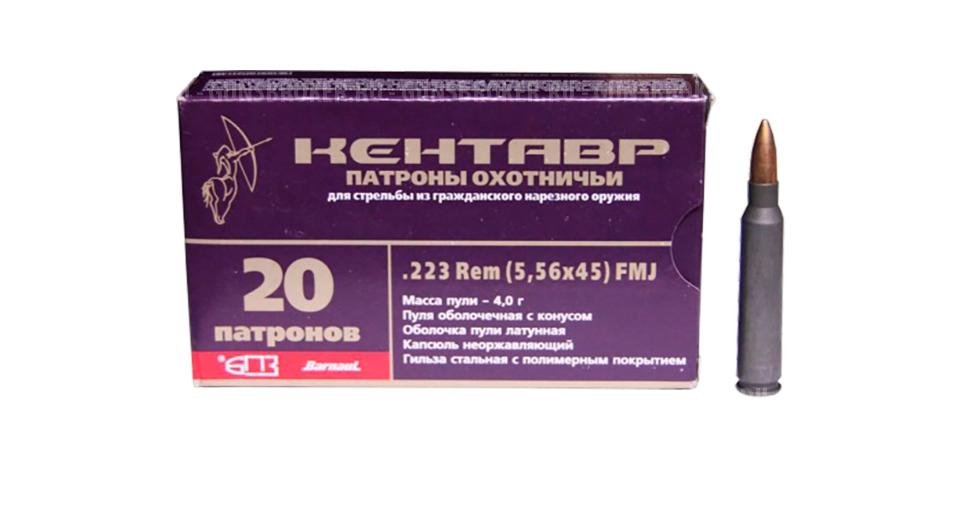 КЕНТАВР
ПАТРОНЫ ОХОТНИЧЬИ
для стрельбы из гражданского нарезного оружия
20
патронов
БПЗ
Barnaul
.223 Rem (5,56x45) FMJ
Масса пули – 4,0 г
Пуля оболочечная с конусом
Оболочка пули латунная
Капсюль неоржавляющий
Гильза стальная с полимерным покрытием